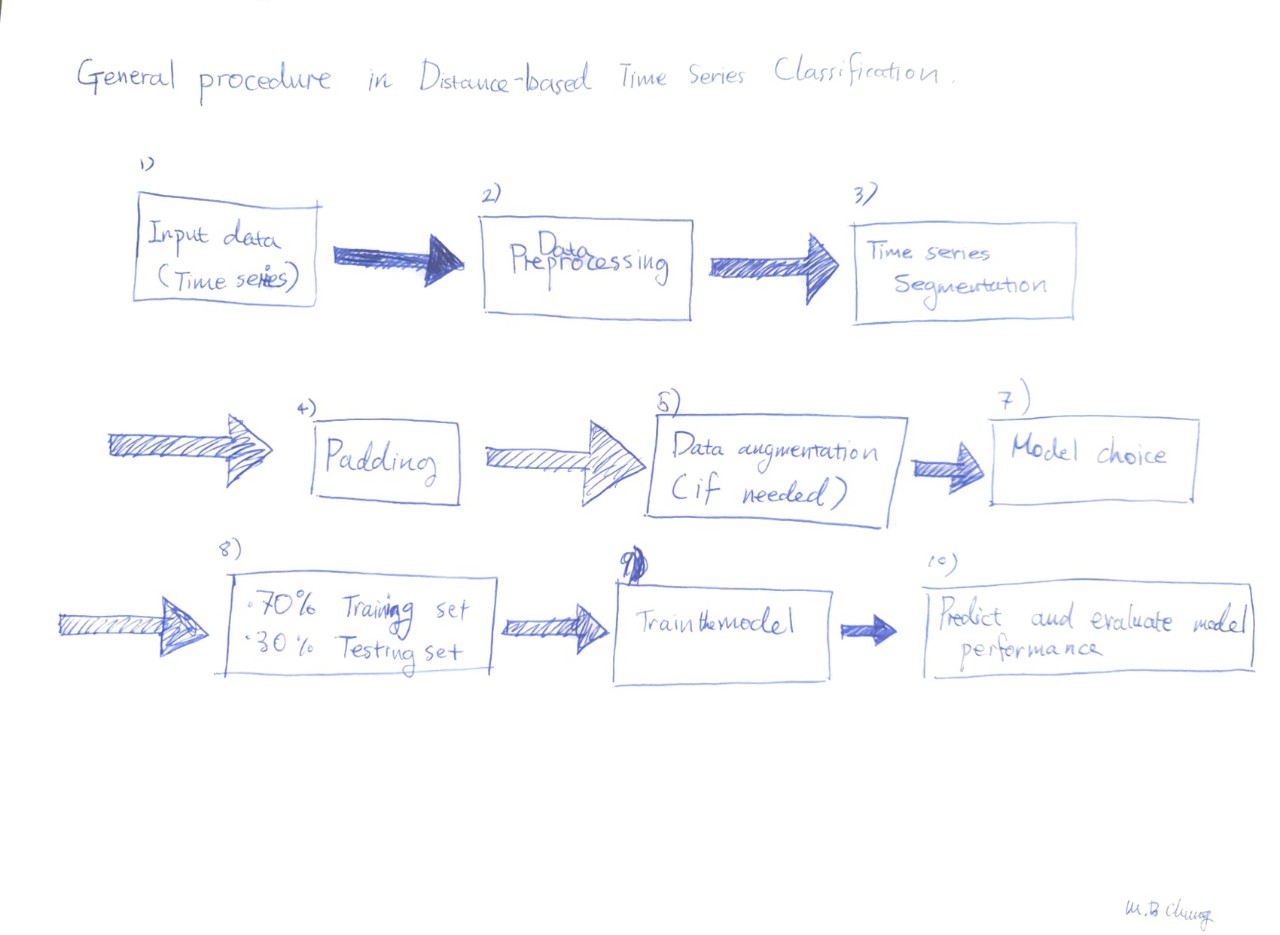 General procedure in Distance-based Time Series Classification.
1)
Input data
(Time series)
2)
Data
Preprocessing
3)
Time series
Segmentation
4)
Padding
5)
Data augmentation
(if needed)
7)
Model choice
8)
·70% Training set
·30% Testing set
9)
Train the model
10)
Predict and evaluate model
performance
M.B Chung